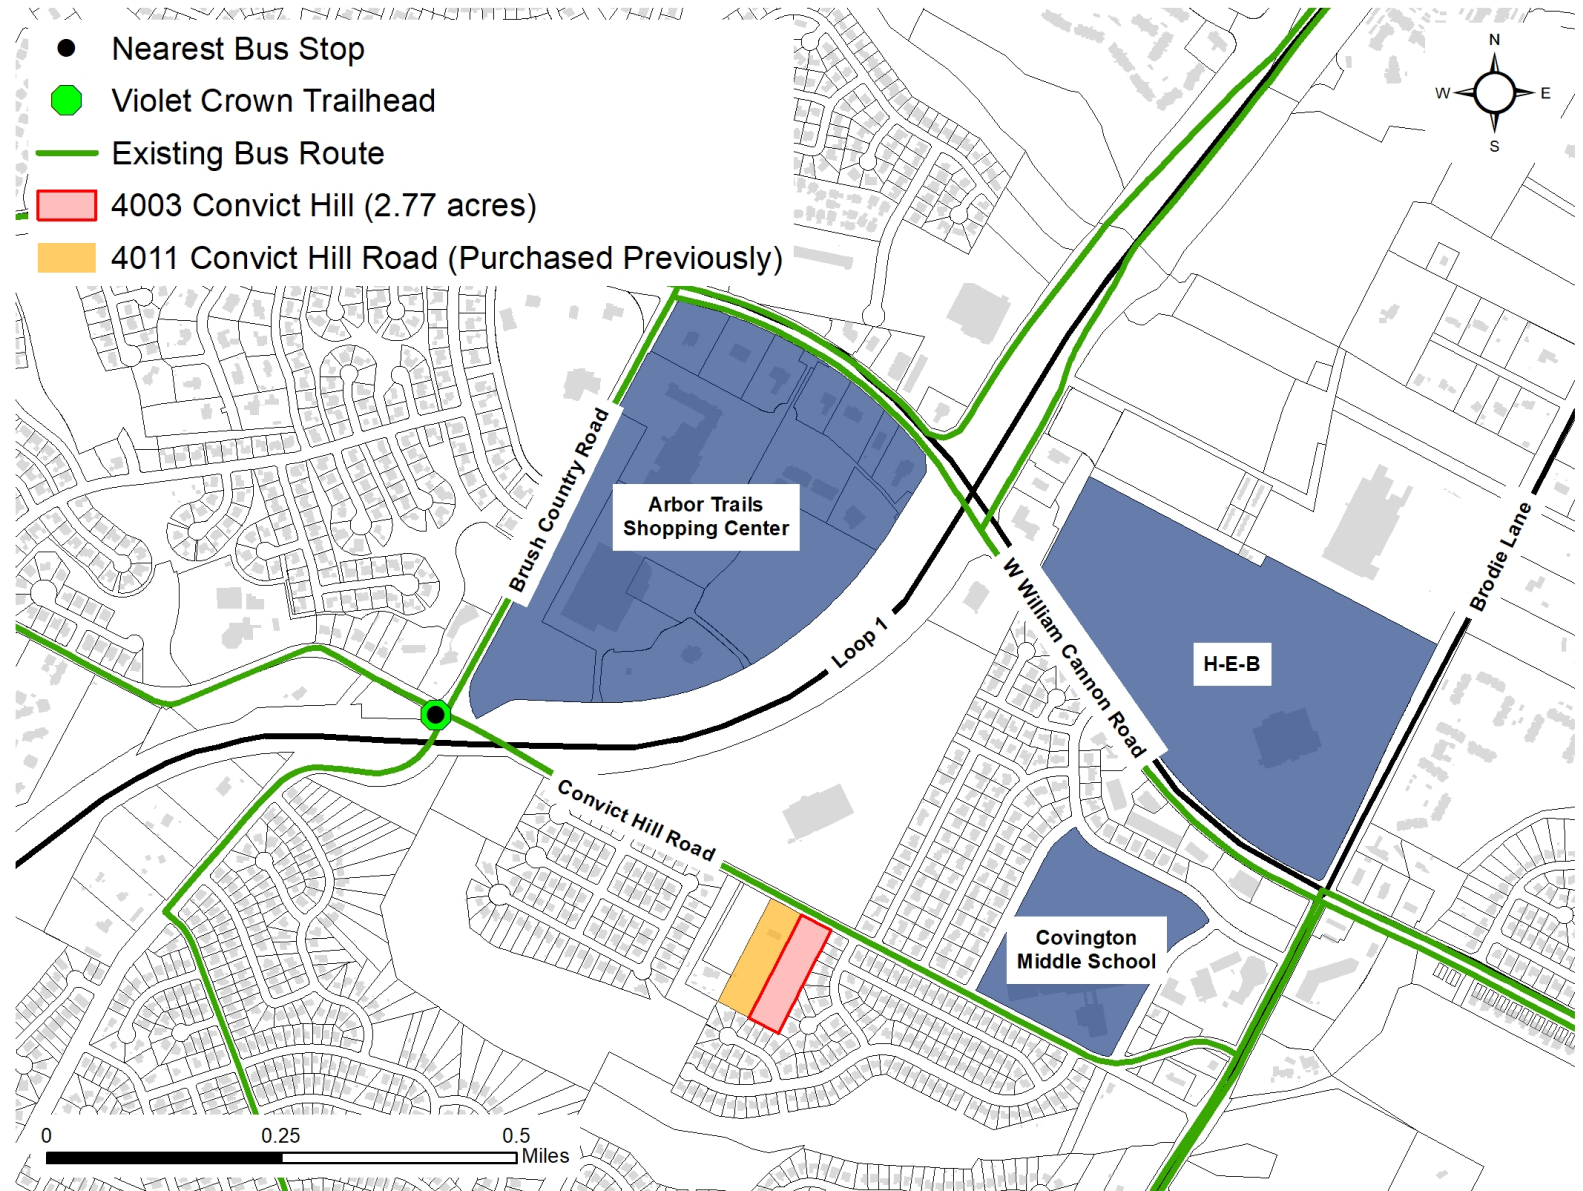 Nearest Bus Stop
Violet Crown Trailhead
Existing Bus Route
4003 Convict Hill (2.77 acres)
4011 Convict Hill Road (Purchased Previously)
N
W E
S
Brush Country Road
Arbor Trails
Shopping Center
Loop 1
W William Cannon Road
Brodie Lane
H-E-B
Convict Hill Road
Covington
Middle School
0 0.25 0.5
Miles